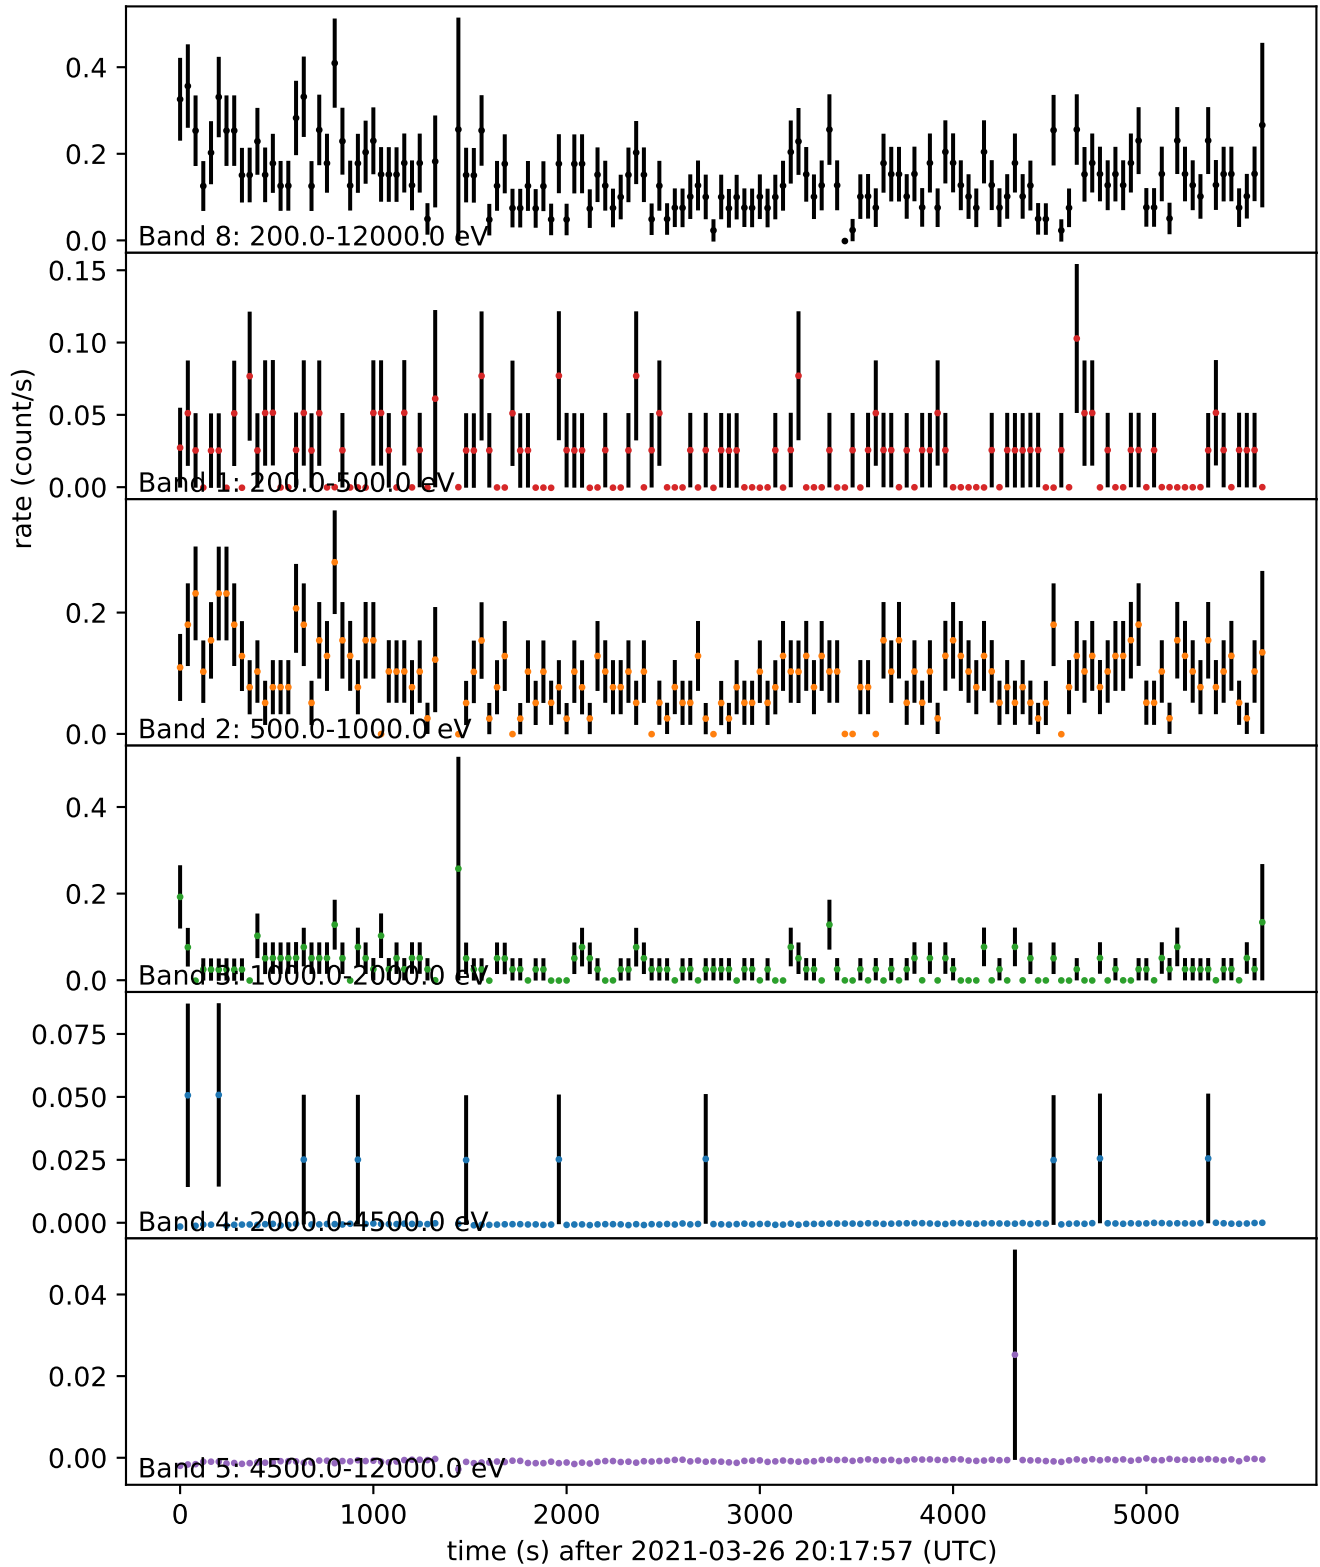 0.4
0.2
0.0
Band 8: 200.0-12000.0 eV
0.15
0.10
0.05
0.00
Band 1: 200.0-500.0 eV
rate (count/s)
0.2
0.0
Band 2: 500.0-1000.0 eV
0.4
0.2
0.0
Band 3: 1000.0-2000.0 eV
0.075
0.050
0.025
0.000
Band 4: 2000.0-4500.0 eV
0.04
0.02
0.00
Band 5: 4500.0-12000.0 eV
0 1000 2000 3000 4000 5000
time (s) after 2021-03-26 20:17:57 (UTC)